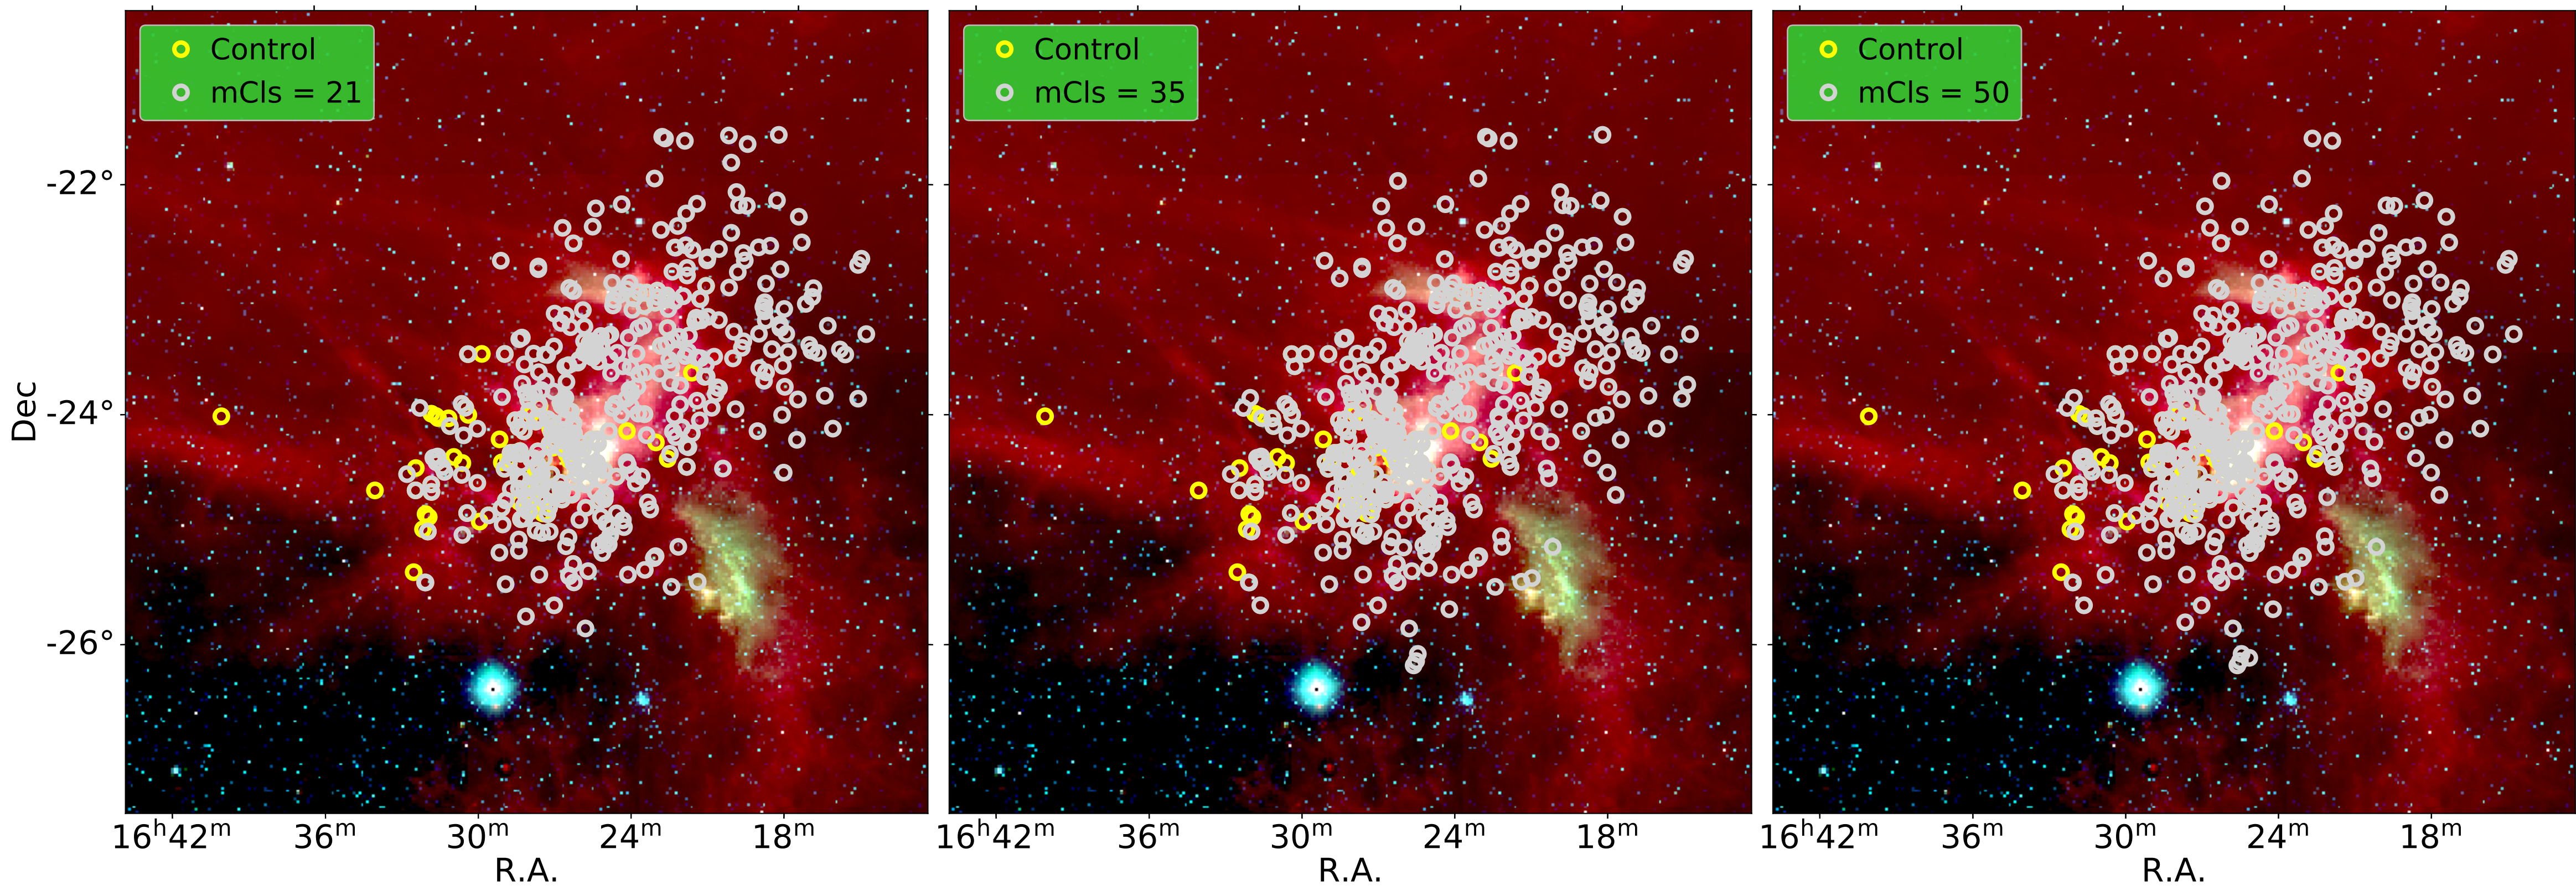 Control
mCls = 21
Control
mCls = 35
Control
mCls = 50
Dec
-22°
-24°
-26°
16ʰ42ᵐ 36ᵐ 30ᵐ 24ᵐ 18ᵐ
16ʰ42ᵐ 36ᵐ 30ᵐ 24ᵐ 18ᵐ
16ʰ42ᵐ 36ᵐ 30ᵐ 24ᵐ 18ᵐ
R.A.
R.A.
R.A.